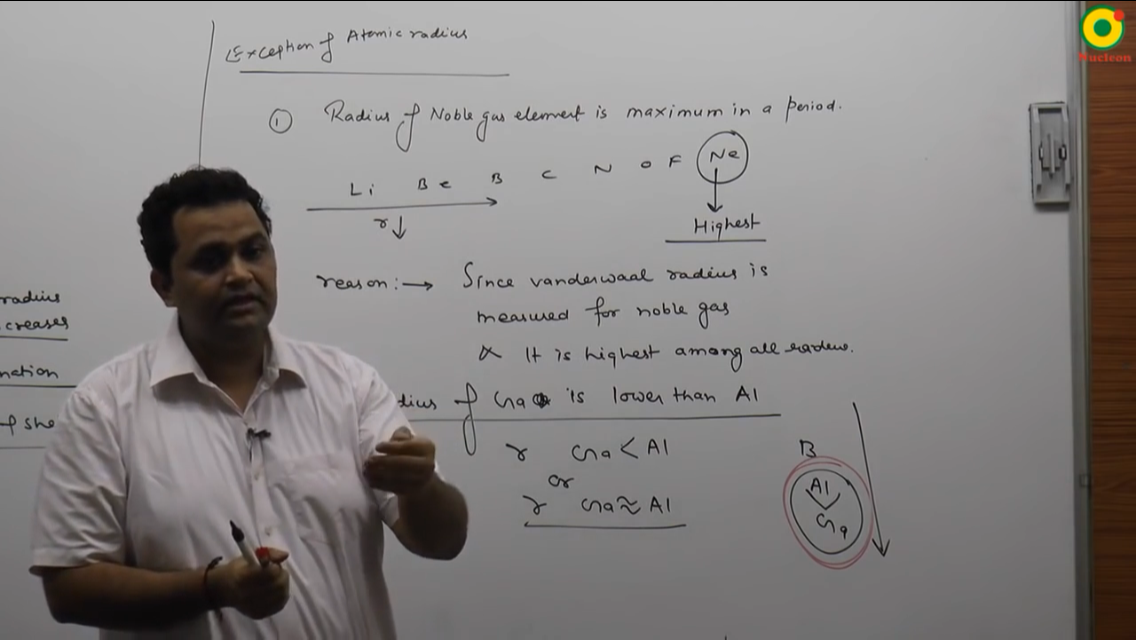 Exception of Atomic radius
① Radius of Noble gas element is maximum in a period.
Li Be B C N O F Ne
r ↓
Highest
reason:→ Since vanderwaal radius is
measured for noble gas
& It is highest among all radius.
radius
creases
nation
f she
dius of Ga is lower than Al
r Ga < Al
or
r Ga ≈ Al
B
Al
Ga
Nucleon